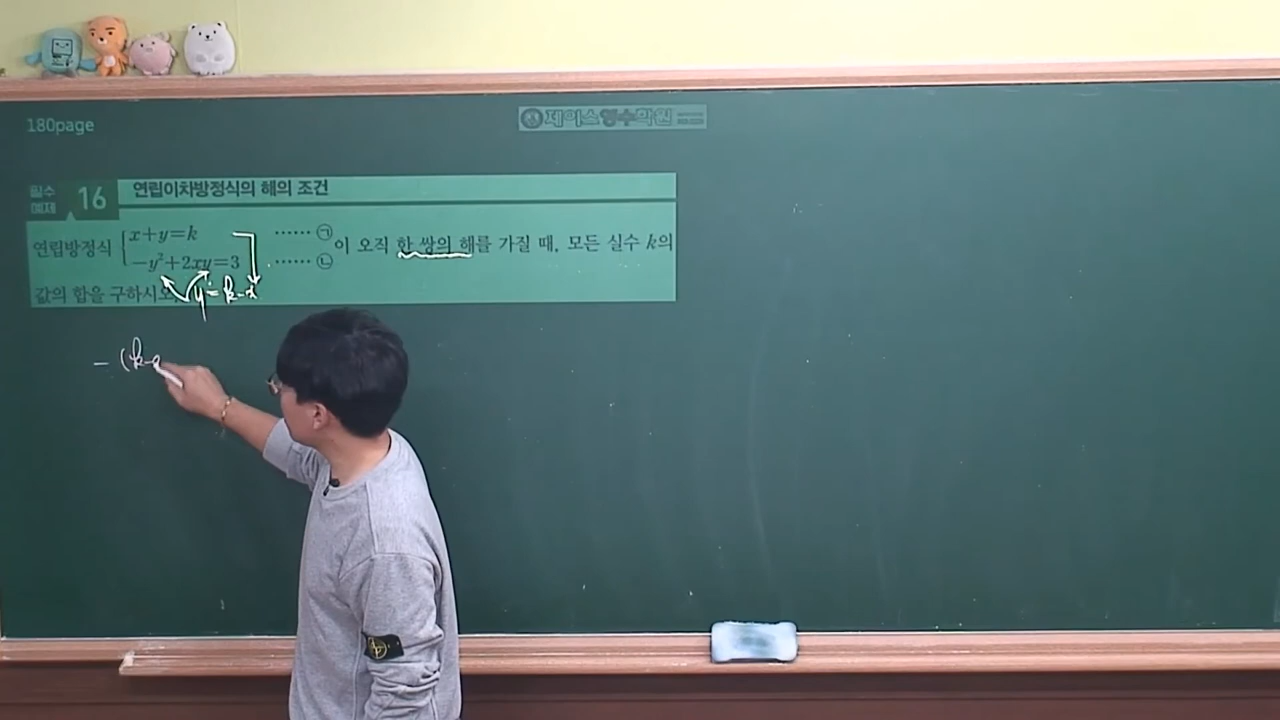 180page
제이스영수학원
필수 예제 16 연립이차방정식의 해의 조건
연립방정식 { x+y=k ⋯⋯ ㉠
−y²+2xy=3 ⋯⋯ ㉡ 이 오직 한 쌍의 해를 가질 때, 모든 실수 k의
값의 합을 구하시오
y=k-x
- (k-